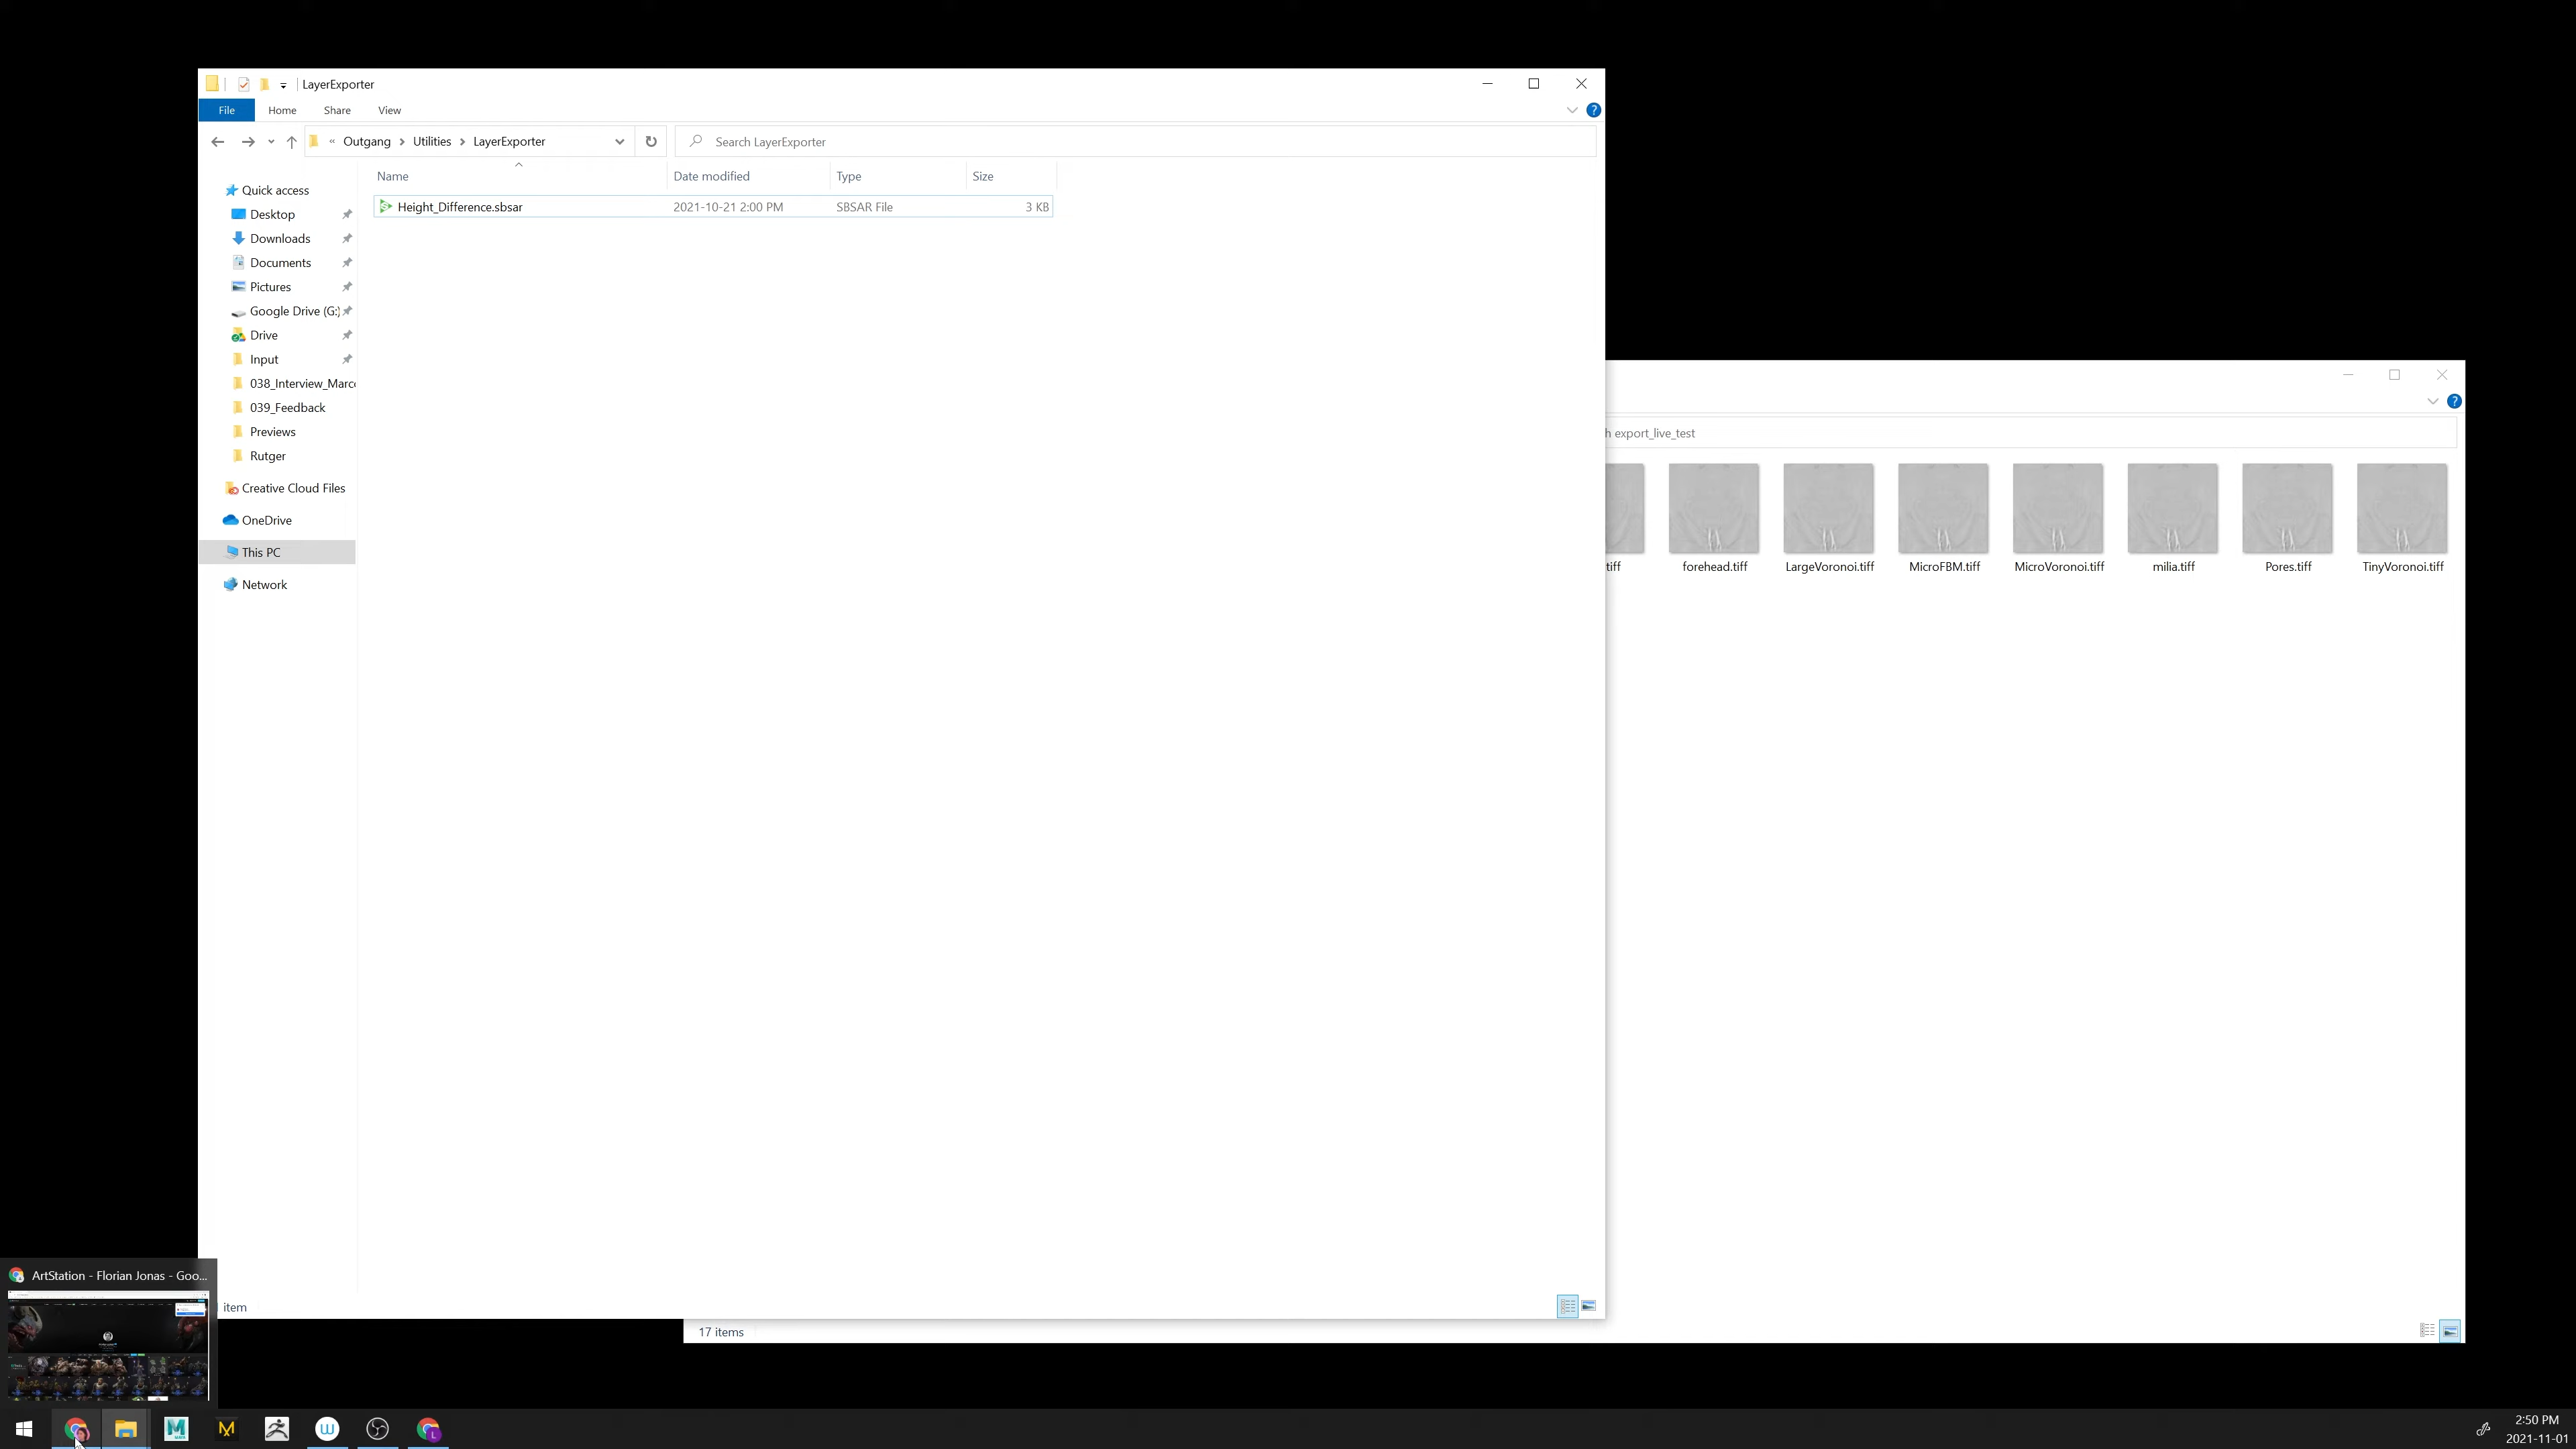 LayerExporter
File Home Share View
« Outgang > Utilities > LayerExporter
Search LayerExporter
Name Date modified Type Size
Height_Difference.sbsar 2021-10-21 2:00 PM SBSAR File 3 KB
Quick access
Desktop
Downloads
Documents
Pictures
Google Drive (G:)
Drive
Input
038_Interview_Marc
039_Feedback
Previews
Rutger
Creative Cloud Files
OneDrive
This PC
Network
item
h export_live_test
tiff forehead.tiff LargeVoronoi.tiff MicroFBM.tiff MicroVoronoi.tiff milia.tiff Pores.tiff TinyVoronoi.tiff
17 items
ArtStation - Florian Jonas - Goo...
2:50 PM
2021-11-01